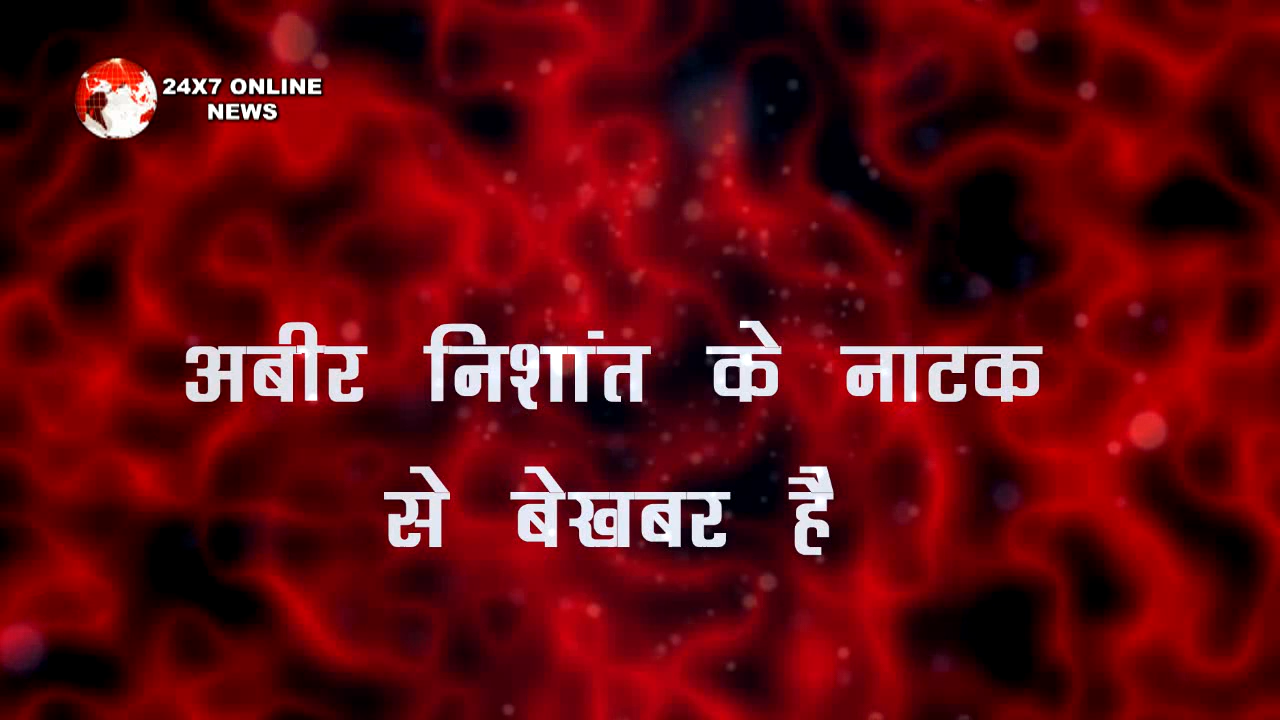 24X7 ONLINE
NEWS
अबीर निशांत के नाटक
से बेखबर है